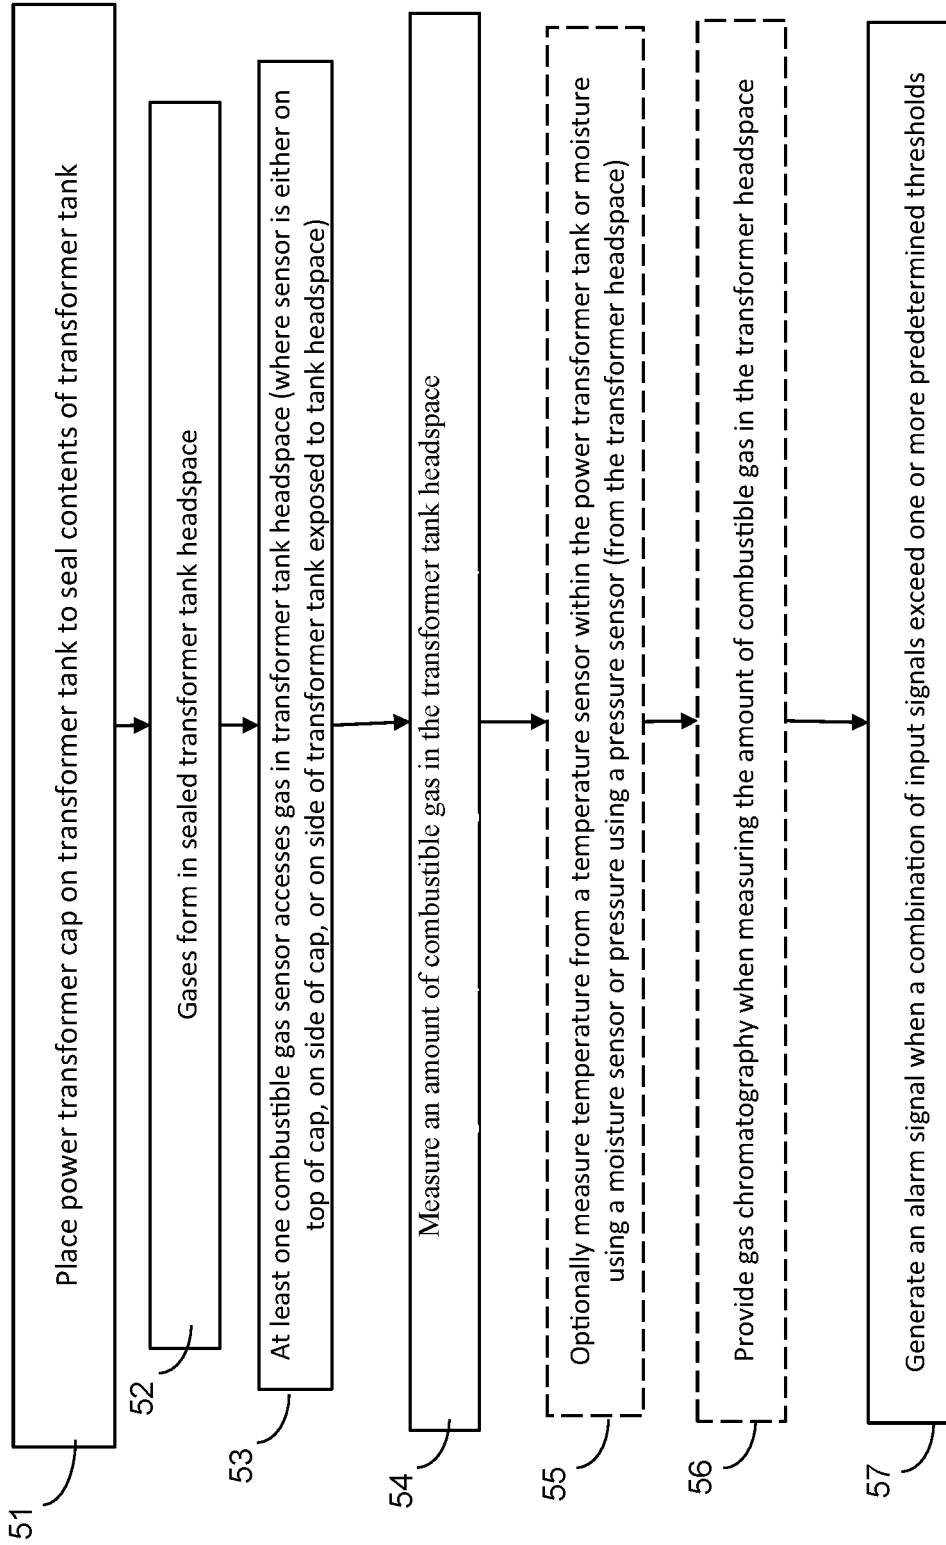 51
Place power transformer cap on transformer tank to seal contents of transformer tank
52
Gases form in sealed transformer tank headspace
53
At least one combustible gas sensor accesses gas in transformer tank headspace (where sensor is either on
top of cap, on side of cap, or on side of transformer tank exposed to tank headspace)
54
Measure an amount of combustible gas in the transformer tank headspace
55
Optionally measure temperature from a temperature sensor within the power transformer tank or moisture
using a moisture sensor or pressure using a pressure sensor (from the transformer headspace)
56
Provide gas chromatography when measuring the amount of combustible gas in the transformer headspace
57
Generate an alarm signal when a combination of input signals exceed one or more predetermined thresholds